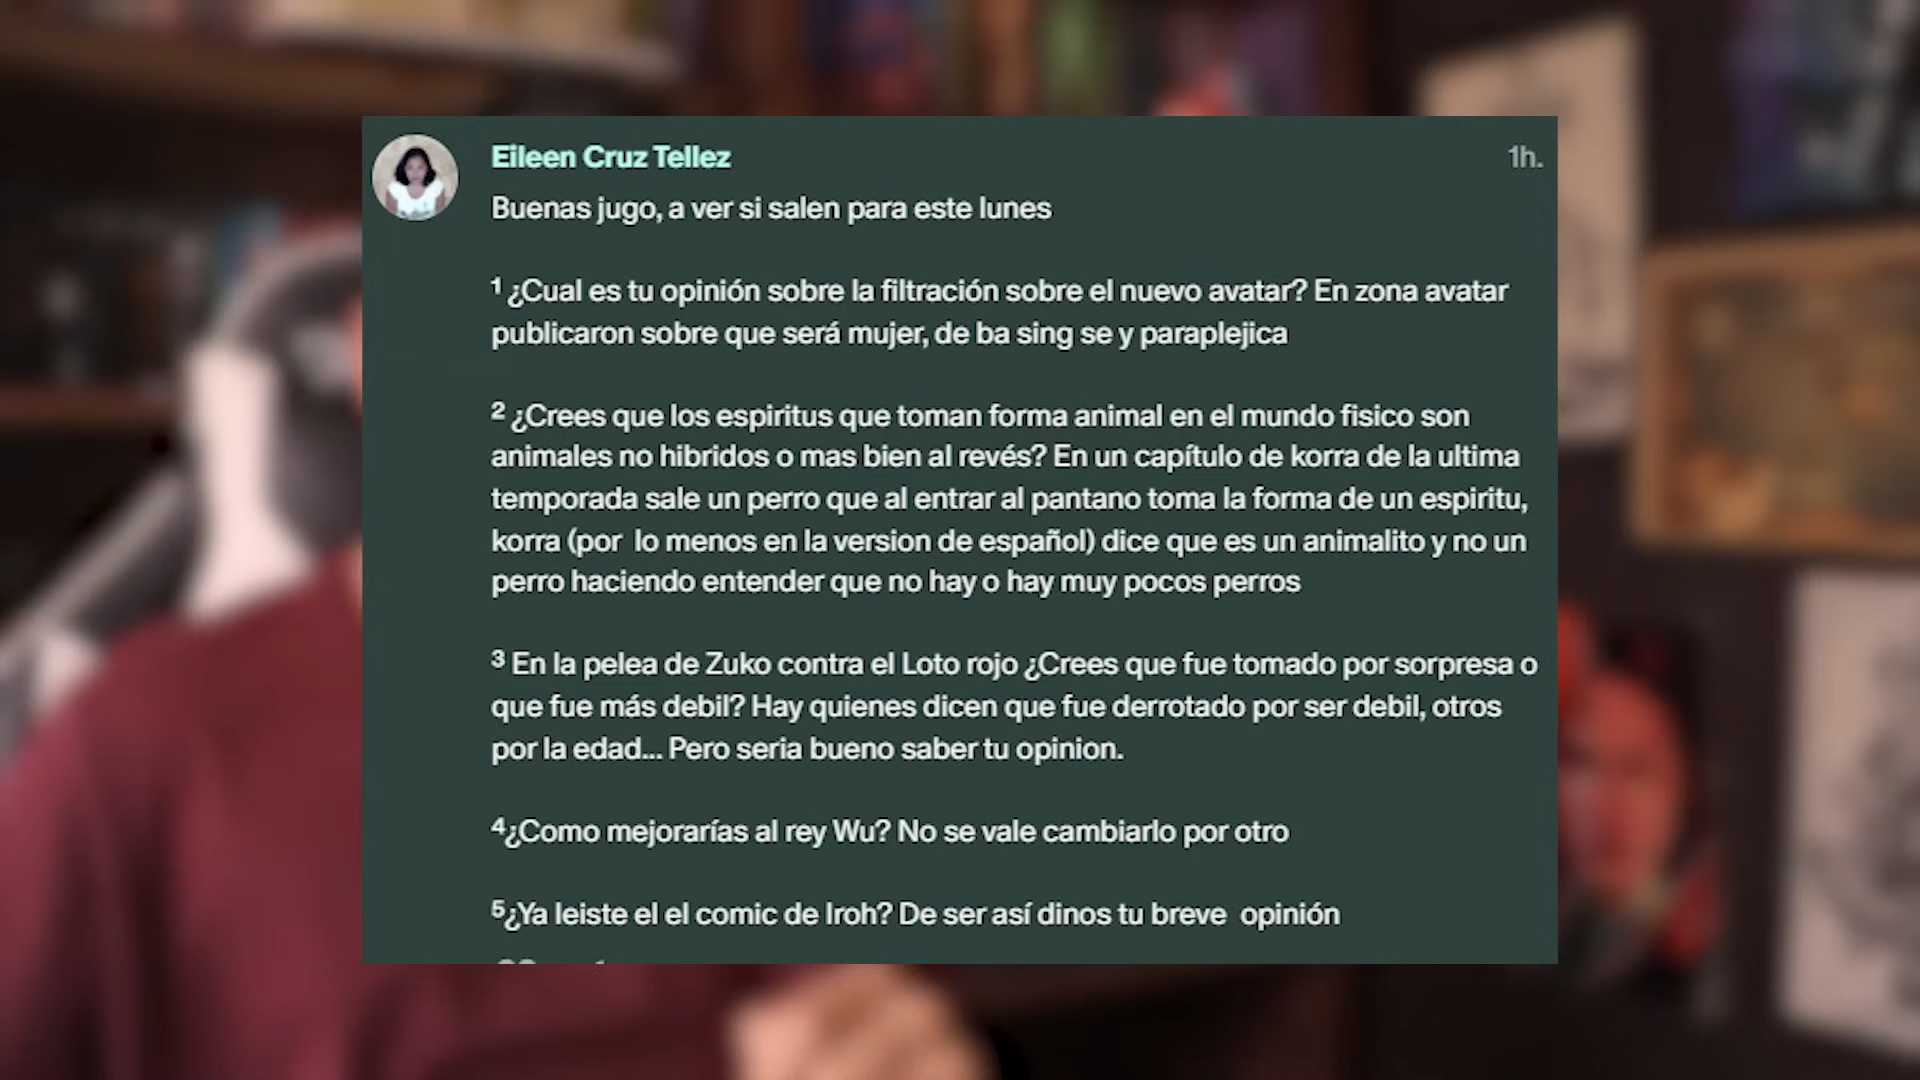 Eileen Cruz Tellez
1h.
Buenas jugo, a ver si salen para este lunes
¹ ¿Cual es tu opinión sobre la filtración sobre el nuevo avatar? En zona avatar
publicaron sobre que será mujer, de ba sing se y paraplejica
² ¿Crees que los espiritus que toman forma animal en el mundo fisico son
animales no hibridos o mas bien al revés? En un capítulo de korra de la ultima
temporada sale un perro que al entrar al pantano toma la forma de un espiritu,
korra (por lo menos en la version de español) dice que es un animalito y no un
perro haciendo entender que no hay o hay muy pocos perros
³ En la pelea de Zuko contra el Loto rojo ¿Crees que fue tomado por sorpresa o
que fue más debil? Hay quienes dicen que fue derrotado por ser debil, otros
por la edad... Pero seria bueno saber tu opinion.
⁴¿Como mejorarías al rey Wu? No se vale cambiarlo por otro
⁵¿Ya leiste el el comic de Iroh? De ser así dinos tu breve opinión